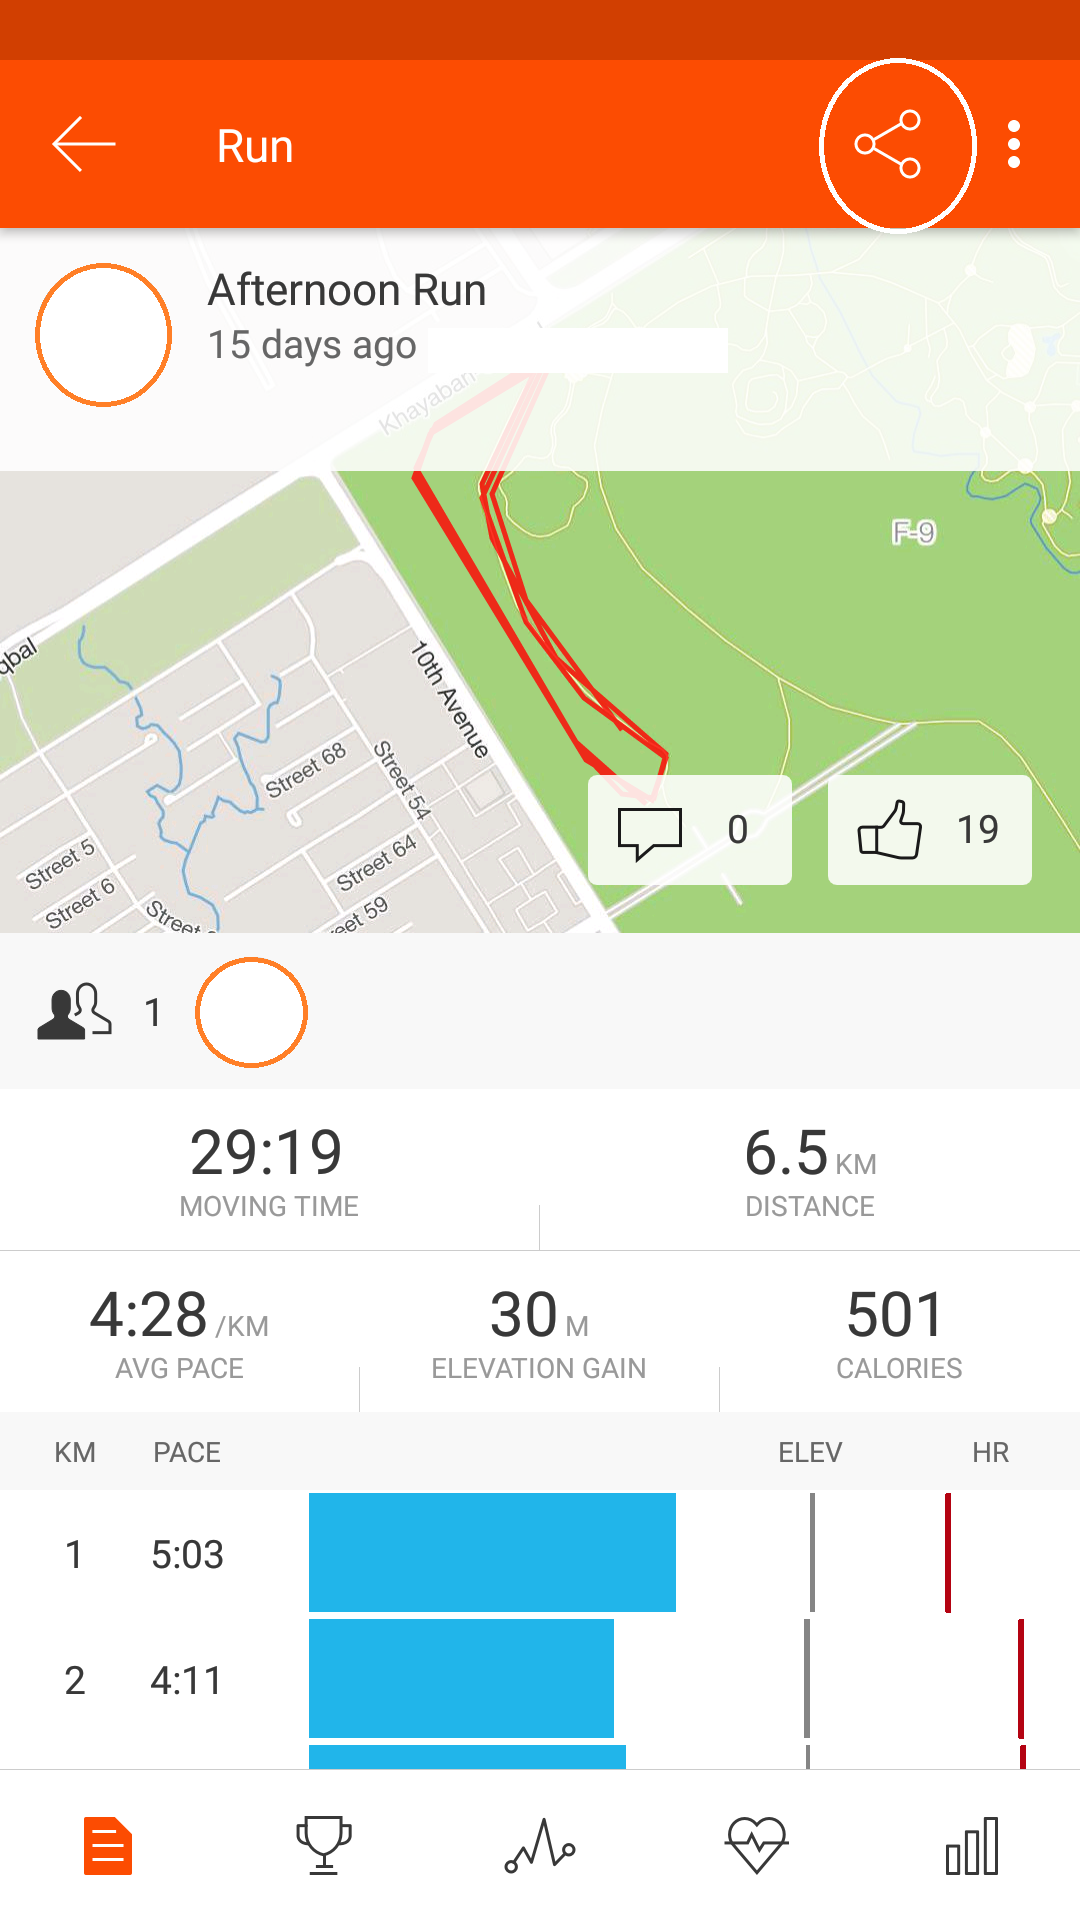 Run
Afternoon Run
15 days ago
Khayaban
F-9
qbal
10th Avenue
Street 68
Street 54
Street 5
Street 64
Street 6
Street
eet 59
0
19
1
29:19
6.5 KM
MOVING TIME
DISTANCE
4:28 /KM
30 M
501
AVG PACE
ELEVATION GAIN
CALORIES
KM PACE ELEV HR
1 5:03
2 4:11